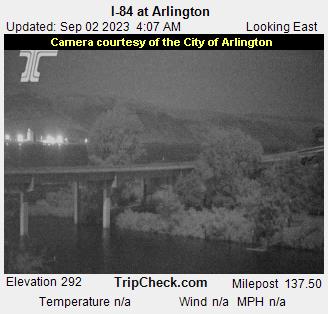 I-84 at Arlington
Updated: Sep 02 2023 4:07 AM Looking East
Camera courtesy of the City of Arlington
Elevation 292 TripCheck.com Milepost 137.50
Temperature n/a Wind n/a MPH n/a